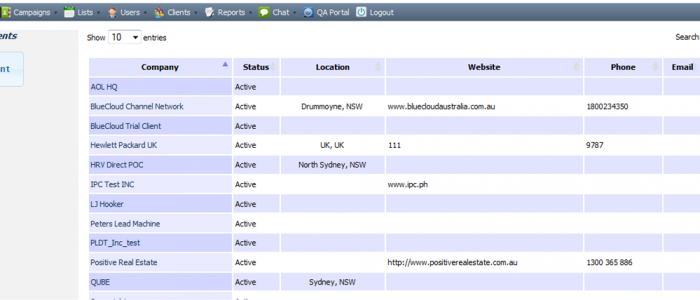 Campaigns Lists Users Clients Reports Chat QA Portal Logout
ents
Show 10 entries Search
nt
Company Status Location Website Phone Email
AOL HQ Active
BlueCloud Channel Network Active Drummoyne, NSW www.bluecloudaustralia.com.au 1800234350
BlueCloud Trial Client Active
Hewlett Packard UK Active UK, UK 111 9787
HRV Direct POC Active North Sydney, NSW
IPC Test INC Active www.ipc.ph
LJ Hooker Active
Peters Lead Machine Active
PLDT_Inc_test Active
Positive Real Estate Active http://www.positiverealestate.com.au 1300 365 886
QUBE Active Sydney, NSW